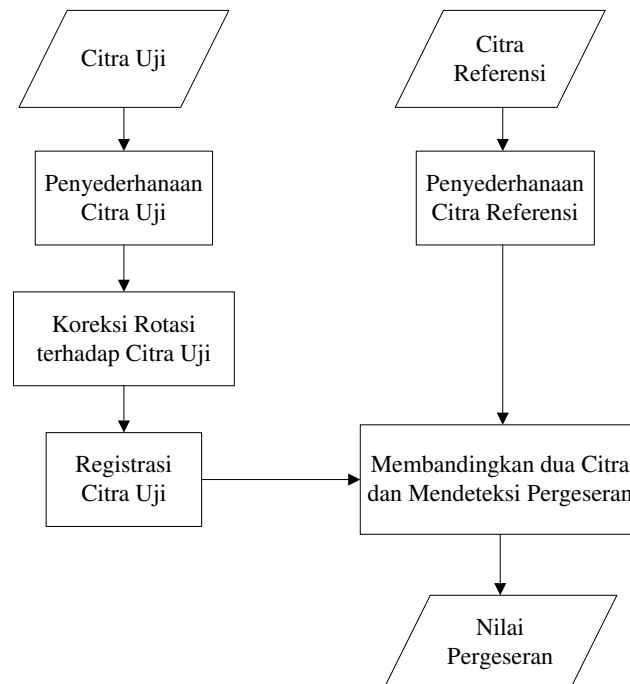 Citra Uji
Citra
Referensi
Penyederhanaan
Citra Uji
Penyederhanaan
Citra Referensi
Koreksi Rotasi
terhadap Citra Uji
Registrasi
Citra Uji
Membandingkan dua Citra
dan Mendeteksi Pergeseran
Nilai
Pergeseran